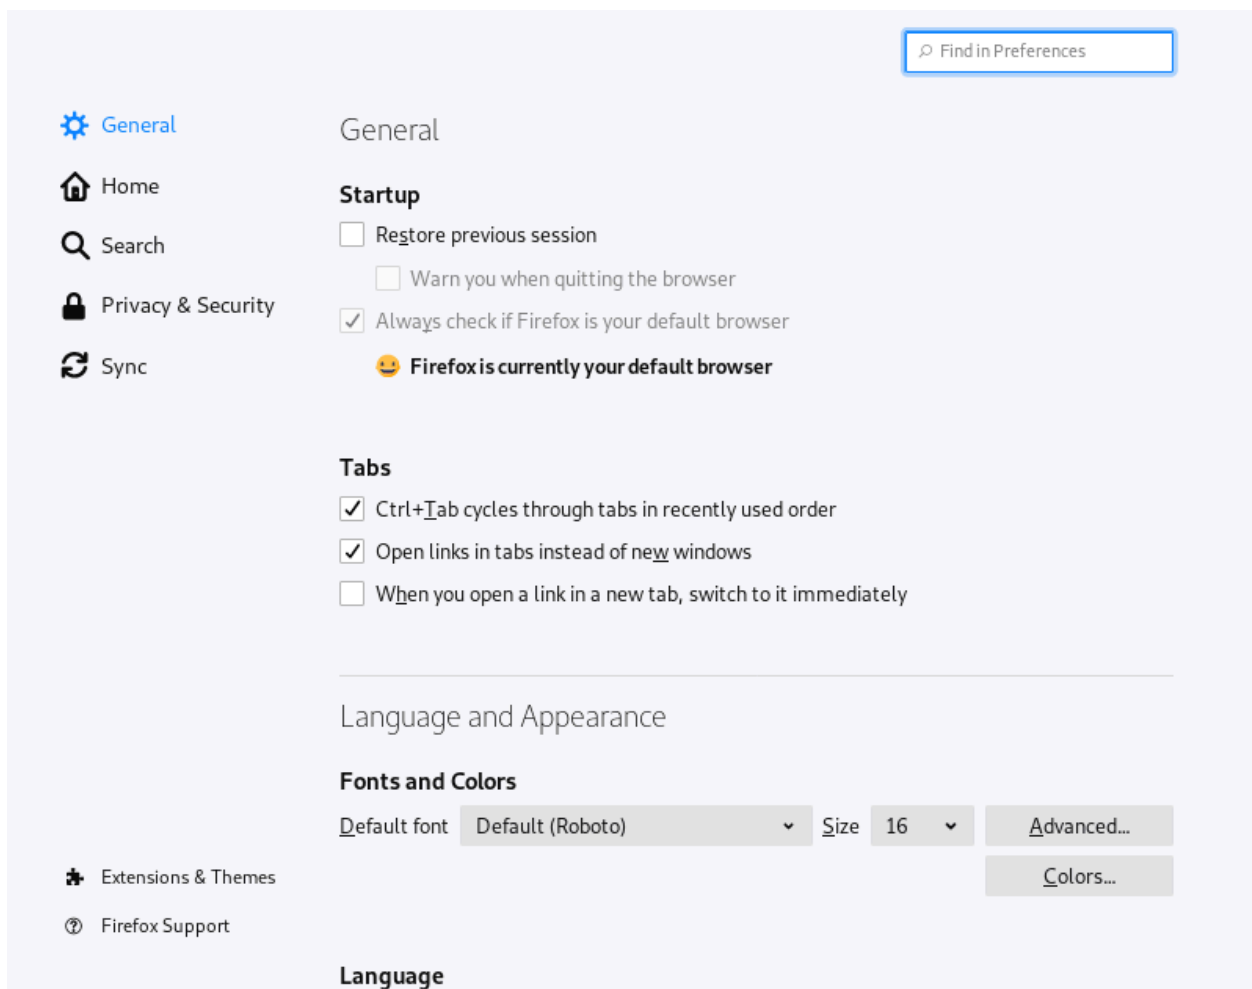 Find in Preferences
General
Home
Search
Privacy & Security
Sync
Extensions & Themes
Firefox Support
General
Startup
Restore previous session
Warn you when quitting the browser
Always check if Firefox is your default browser
Firefox is currently your default browser
Tabs
Ctrl+Tab cycles through tabs in recently used order
Open links in tabs instead of new windows
When you open a link in a new tab, switch to it immediately
Language and Appearance
Fonts and Colors
Default font Default (Roboto) Size 16 Advanced...
Colors...
Language